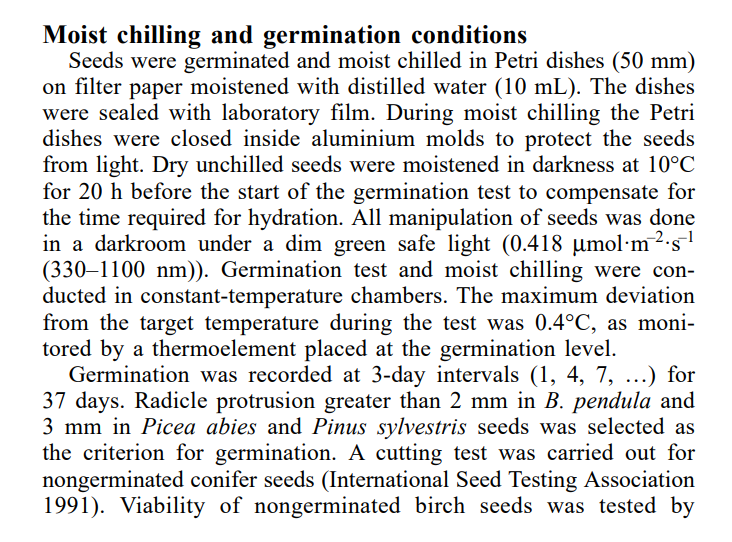 Moist chilling and germination conditions
Seeds were germinated and moist chilled in Petri dishes (50 mm)
on filter paper moistened with distilled water (10 mL). The dishes
were sealed with laboratory film. During moist chilling the Petri
dishes were closed inside aluminium molds to protect the seeds
from light. Dry unchilled seeds were moistened in darkness at 10°C
for 20 h before the start of the germination test to compensate for
the time required for hydration. All manipulation of seeds was done
in a darkroom under a dim green safe light (0.418 µmol·m⁻²·s⁻¹
(330–1100 nm)). Germination test and moist chilling were con-
ducted in constant-temperature chambers. The maximum deviation
from the target temperature during the test was 0.4°C, as moni-
tored by a thermoelement placed at the germination level.
Germination was recorded at 3-day intervals (1, 4, 7, …) for
37 days. Radicle protrusion greater than 2 mm in B. pendula and
3 mm in Picea abies and Pinus sylvestris seeds was selected as
the criterion for germination. A cutting test was carried out for
nongerminated conifer seeds (International Seed Testing Association
1991). Viability of nongerminated birch seeds was tested by